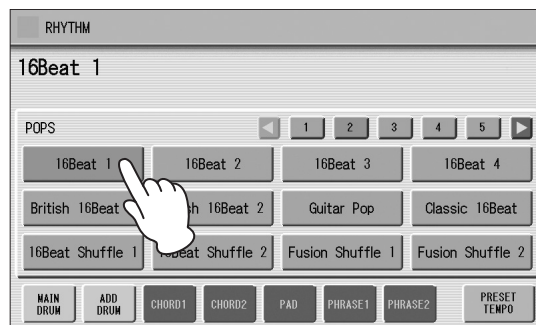 RHYTHM
16Beat 1
POPS 1 2 3 4 5
16Beat 1 16Beat 2 16Beat 3 16Beat 4
British 16Beat 16Beat 2 Guitar Pop Classic 16Beat
16Beat Shuffle 1 Shuffle 2 Fusion Shuffle 1 Fusion Shuffle 2
MAIN DRUM ADD DRUM CHORD1 CHORD2 PAD PHRASE1 PHRASE2 PRESET TEMPO